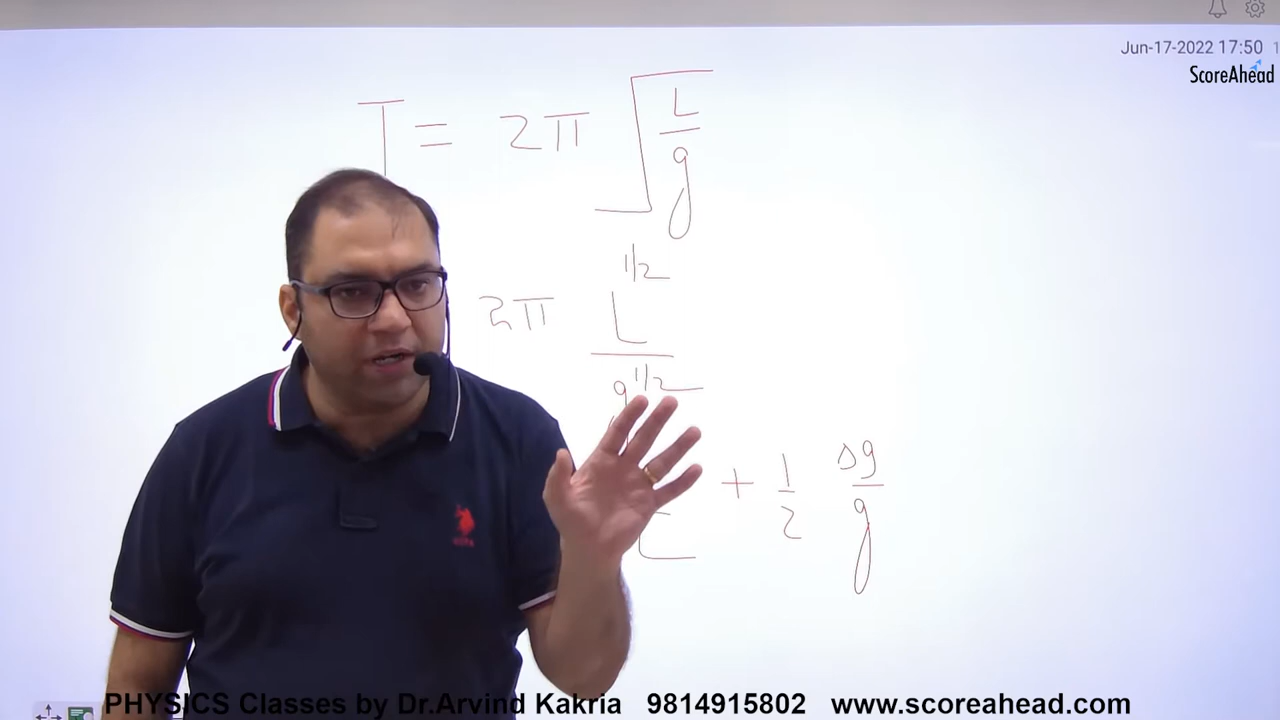 Jun-17-2022 17:50 1
ScoreAhead
T = 2π √(L/g)
2π L^1/2
g^1/2
L + 1/2 Δg/g
PHYSICS Classes by Dr.Arvind Kakria 9814915802 www.scoreahead.com